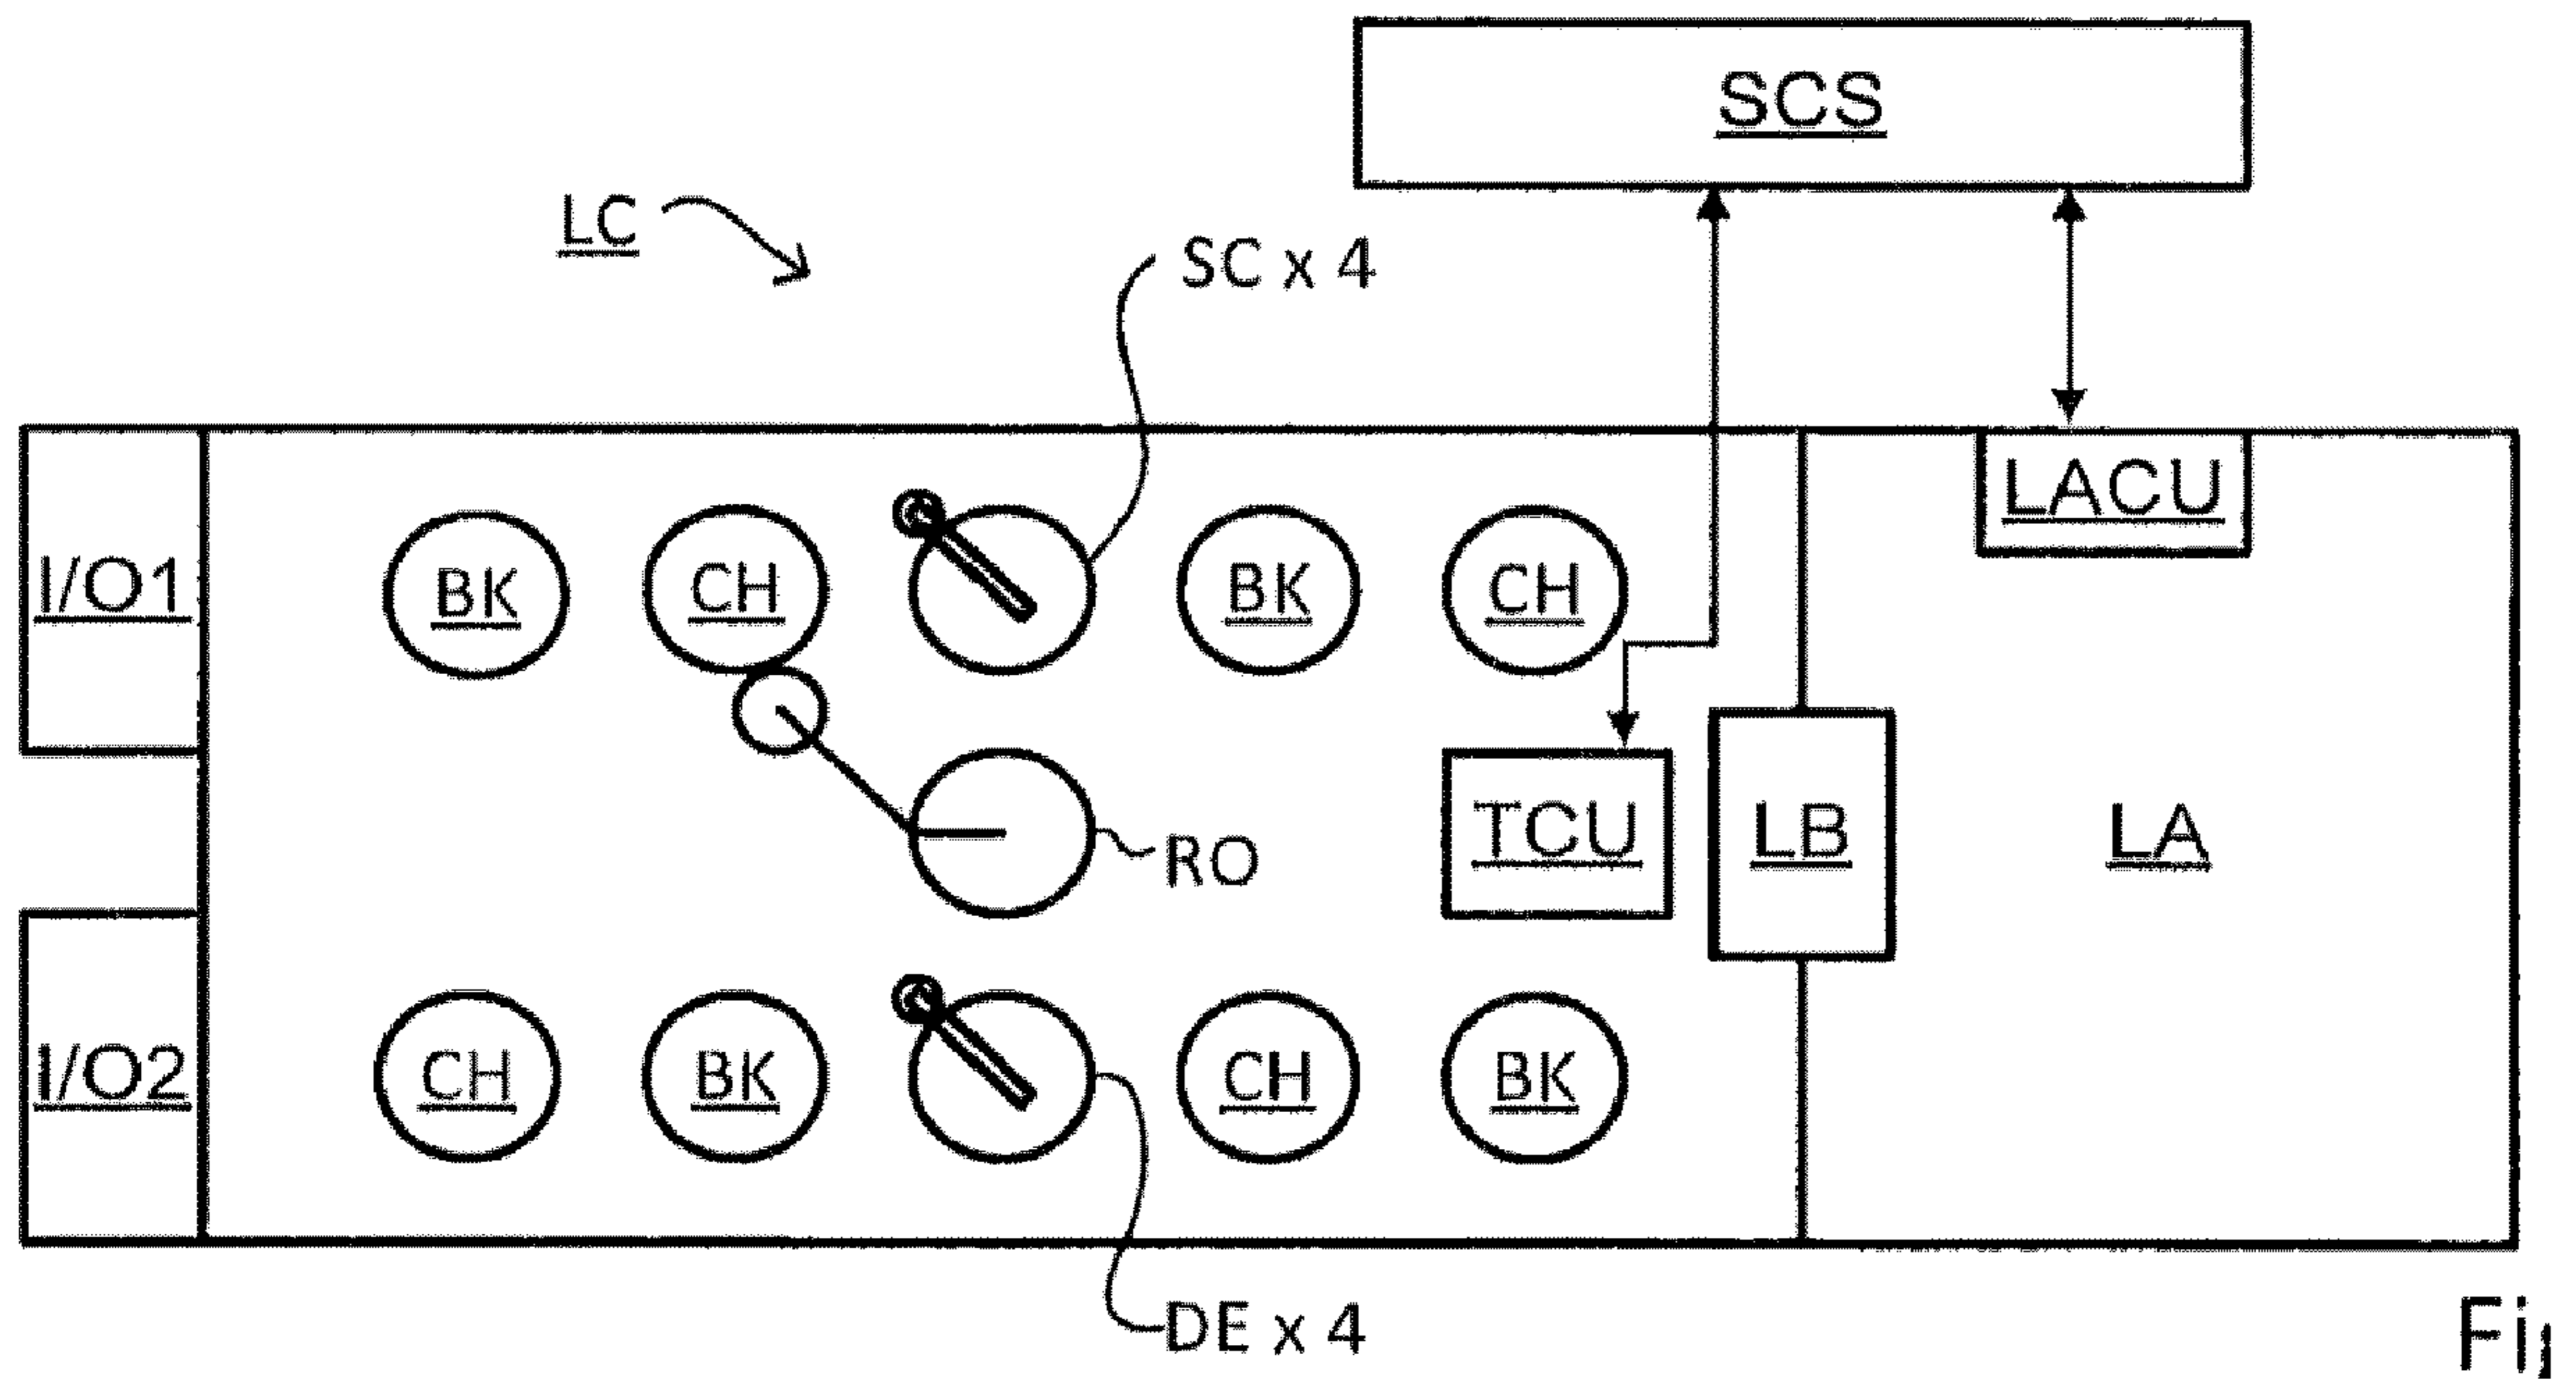 SCS
LC
SC x 4
LACU
I/O1
BK
CH
BK
CH
TCU
LB
LA
RO
I/O2
CH
BK
CH
BK
DE x 4